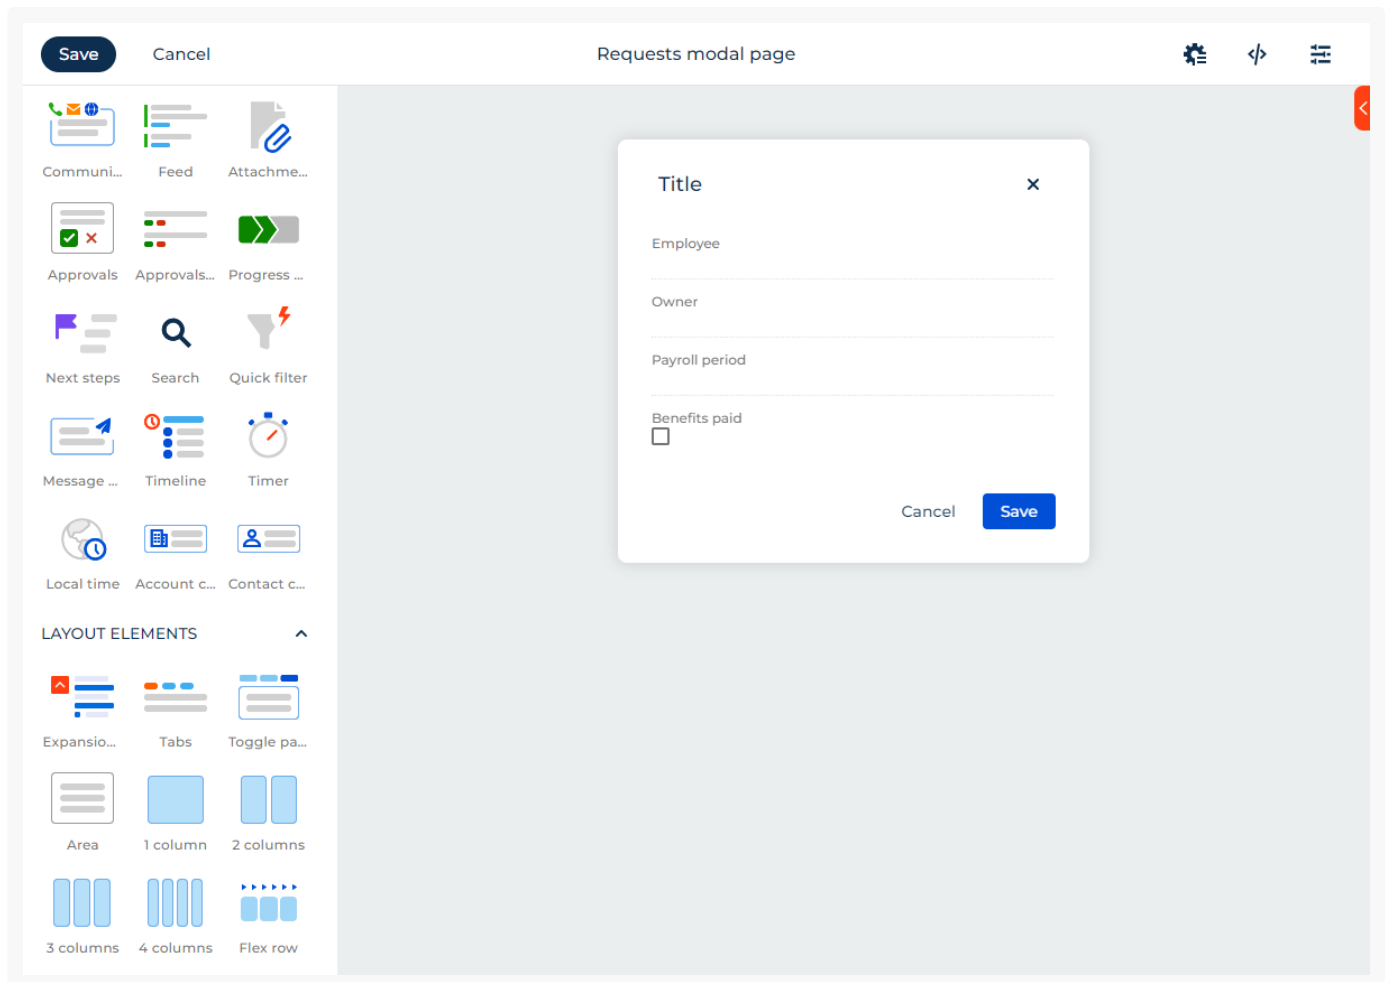 Save
Cancel
Requests modal page
Communi...
Feed
Attachme...
Approvals
Approvals...
Progress ...
Next steps
Search
Quick filter
Message ...
Timeline
Timer
Local time
Account c...
Contact c...
LAYOUT ELEMENTS
Expansio...
Tabs
Toggle pa...
Area
1 column
2 columns
3 columns
4 columns
Flex row
Title
Employee
Owner
Payroll period
Benefits paid
Cancel
Save